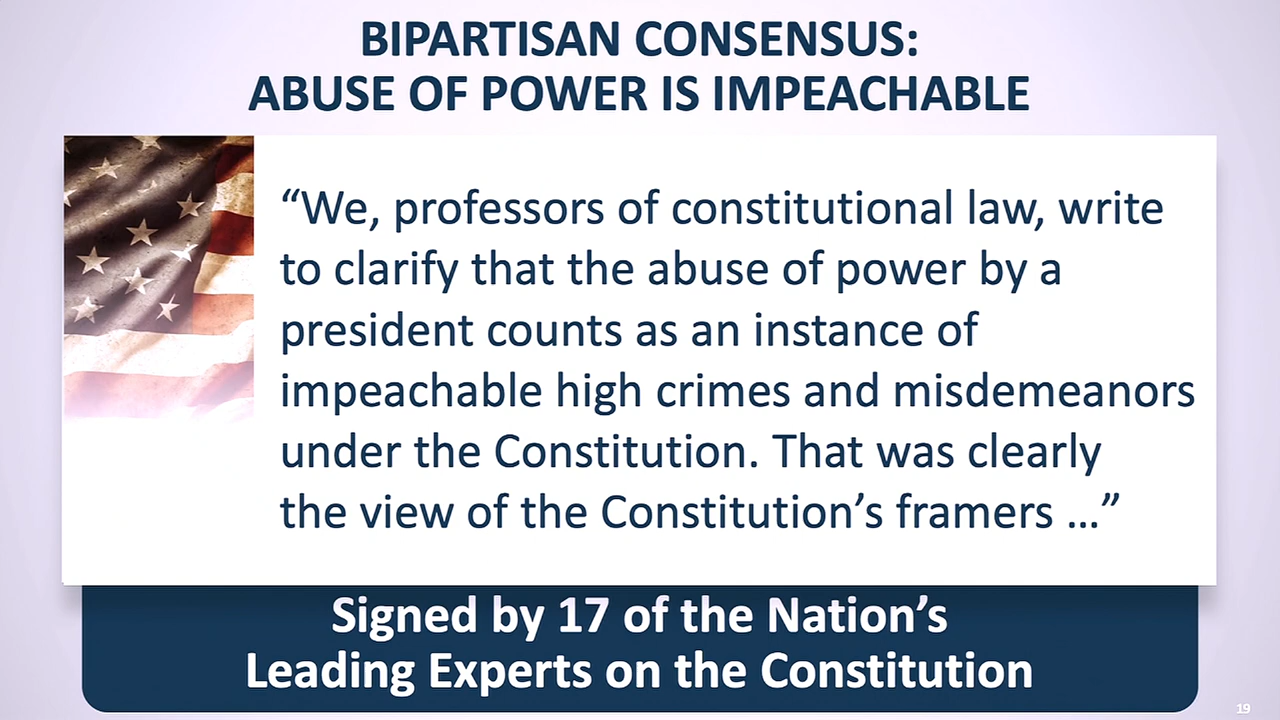 BIPARTISAN CONSENSUS:
ABUSE OF POWER IS IMPEACHABLE
“We, professors of constitutional law, write
to clarify that the abuse of power by a
president counts as an instance of
impeachable high crimes and misdemeanors
under the Constitution. That was clearly
the view of the Constitution’s framers ...”
Signed by 17 of the Nation’s
Leading Experts on the Constitution
19